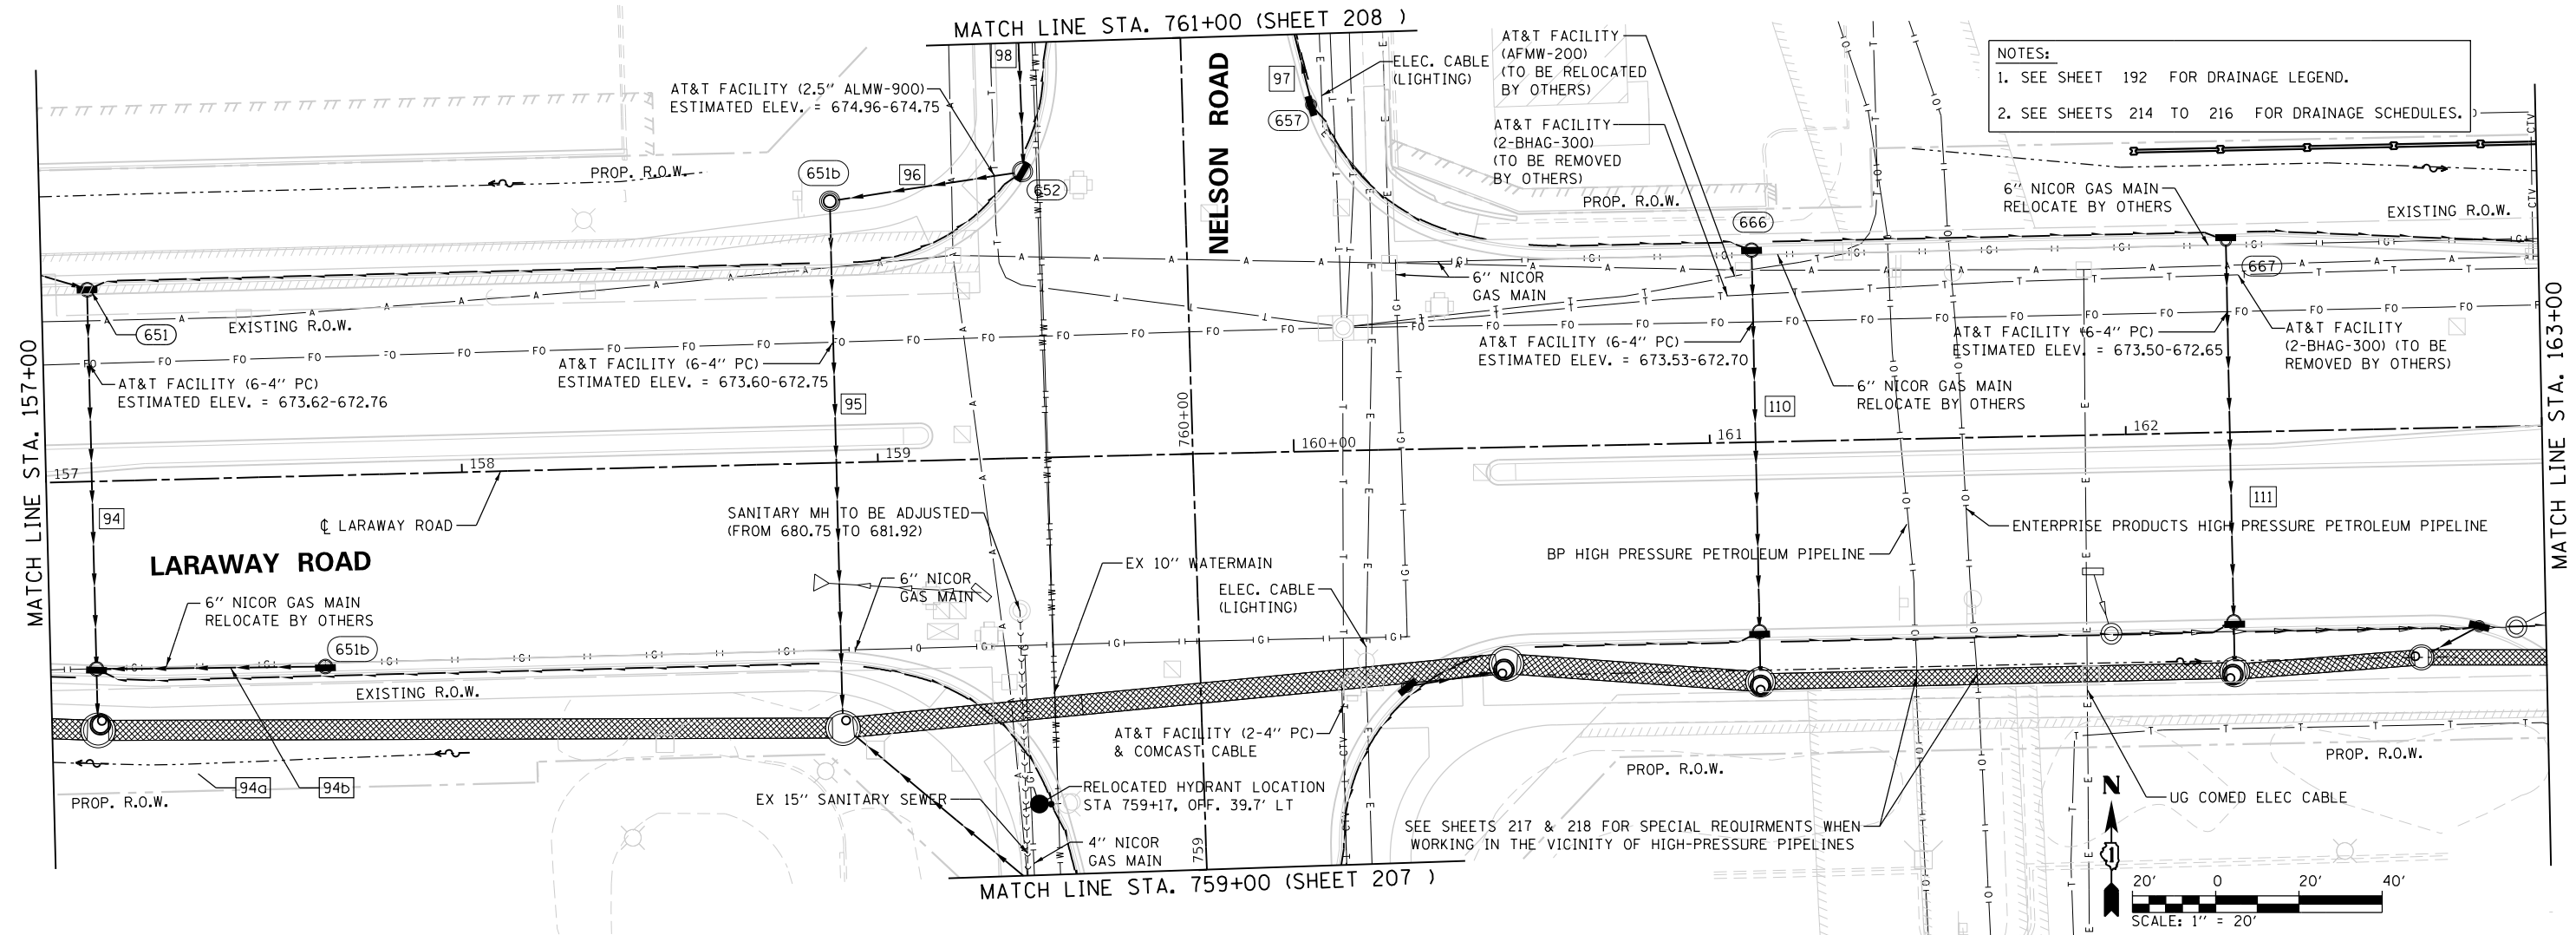 MATCH LINE STA. 761+00 (SHEET 208 )
NOTES:
1. SEE SHEET 192 FOR DRAINAGE LEGEND.
2. SEE SHEETS 214 TO 216 FOR DRAINAGE SCHEDULES.
98
AT&T FACILITY (2.5" ALMW-900)
ESTIMATED ELEV. = 674.96-674.75
NELSON ROAD
97
657
ELEC. CABLE
(LIGHTING)
AT&T FACILITY
(AFMW-200)
(TO BE RELOCATED
BY OTHERS)
AT&T FACILITY
(2-BHAG-300)
(TO BE REMOVED
BY OTHERS)
PROP. R.O.W.
651b
96
652
PROP. R.O.W.
666
6" NICOR GAS MAIN
RELOCATE BY OTHERS
EXISTING R.O.W.
667
6" NICOR
GAS MAIN
651
EXISTING R.O.W.
AT&T FACILITY (6-4" PC)
ESTIMATED ELEV. = 673.62-672.76
AT&T FACILITY (6-4" PC)
ESTIMATED ELEV. = 673.60-672.75
AT&T FACILITY (6-4" PC)
ESTIMATED ELEV. = 673.53-672.70
AT&T FACILITY (6-4" PC)
ESTIMATED ELEV. = 673.50-672.65
AT&T FACILITY
(2-BHAG-300) (TO BE
REMOVED BY OTHERS)
6" NICOR GAS MAIN
RELOCATE BY OTHERS
95
110
760+00
157
158
159
160+00
161
162
MATCH LINE STA. 157+00
MATCH LINE STA. 163+00
94
111
℄ LARAWAY ROAD
SANITARY MH TO BE ADJUSTED
(FROM 680.75 TO 681.92)
ENTERPRISE PRODUCTS HIGH PRESSURE PETROLEUM PIPELINE
BP HIGH PRESSURE PETROLEUM PIPELINE
LARAWAY ROAD
EX 10" WATERMAIN
6" NICOR
GAS MAIN
ELEC. CABLE
(LIGHTING)
6" NICOR GAS MAIN
RELOCATE BY OTHERS
651b
EXISTING R.O.W.
AT&T FACILITY (2-4" PC)
& COMCAST CABLE
94a
94b
PROP. R.O.W.
EX 15" SANITARY SEWER
RELOCATED HYDRANT LOCATION
STA 759+17, OFF. 39.7' LT
4" NICOR
GAS MAIN
759
PROP. R.O.W.
PROP. R.O.W.
UG COMED ELEC CABLE
SEE SHEETS 217 & 218 FOR SPECIAL REQUIRMENTS WHEN
WORKING IN THE VICINITY OF HIGH-PRESSURE PIPELINES
MATCH LINE STA. 759+00 (SHEET 207 )
N
20' 0 20' 40'
SCALE: 1" = 20'